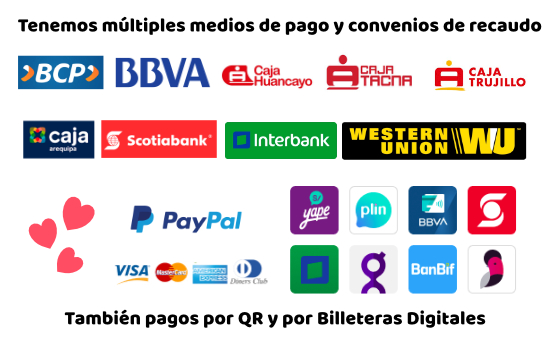 Tenemos múltiples medios de pago y convenios de recaudo
BCP BBVA Caja Huancayo CAJA TACNA CAJA TRUJILLO
caja arequipa Scotiabank Interbank WESTERN UNION WU
PayPal yape plin BBVA
VISA MasterCard AMERICAN EXPRESS Diners Club BanBif
También pagos por QR y por Billeteras Digitales